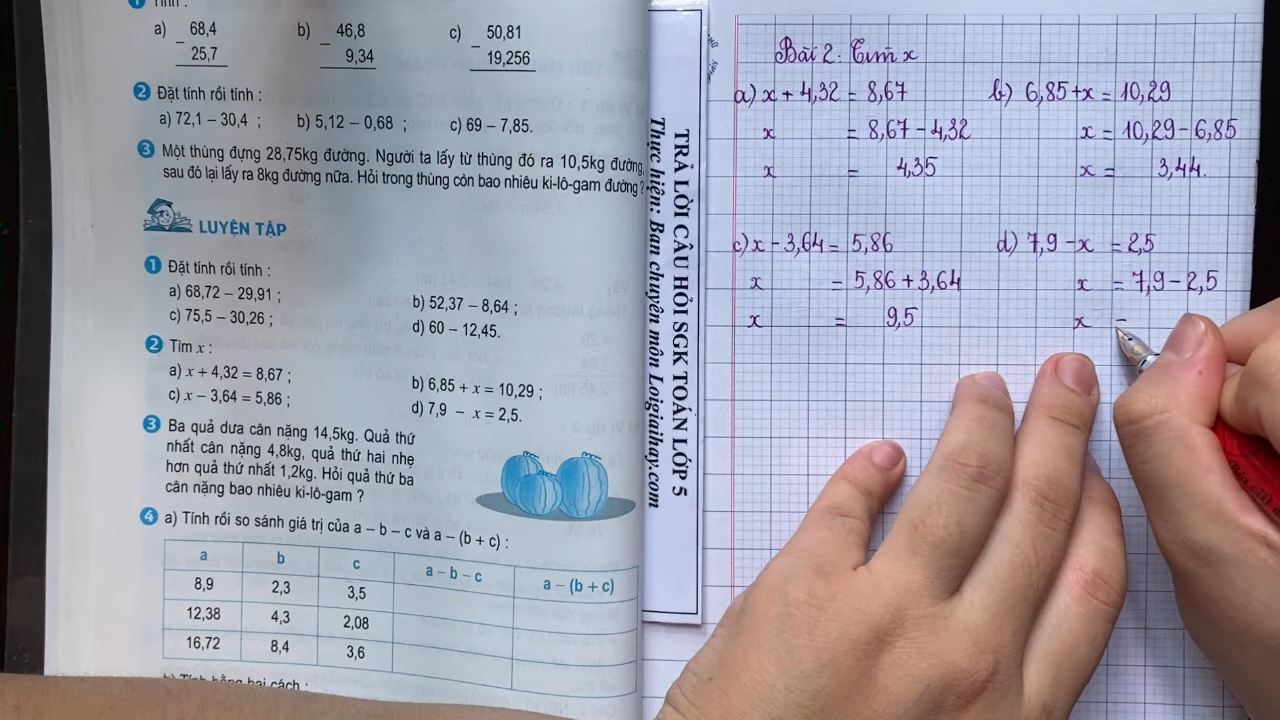 1 Tính :
a) 68,4 − 25,7
b) 46,8 − 9,34
c) 50,81 − 19,256
2 Đặt tính rồi tính :
a) 72,1 − 30,4 ; b) 5,12 − 0,68 ; c) 69 − 7,85.
3 Một thùng đựng 28,75kg đường. Người ta lấy từ thùng đó ra 10,5kg đường,
sau đó lại lấy ra 8kg đường nữa. Hỏi trong thùng còn bao nhiêu ki-lô-gam đường ?
LUYỆN TẬP
1 Đặt tính rồi tính :
a) 68,72 − 29,91 ; b) 52,37 − 8,64 ;
c) 75,5 − 30,26 ; d) 60 − 12,45.
2 Tìm x :
a) x + 4,32 = 8,67 ; b) 6,85 + x = 10,29 ;
c) x − 3,64 = 5,86 ; d) 7,9 − x = 2,5.
3 Ba quả dưa cân nặng 14,5kg. Quả thứ
nhất cân nặng 4,8kg, quả thứ hai nhẹ
hơn quả thứ nhất 1,2kg. Hỏi quả thứ ba
cân nặng bao nhiêu ki-lô-gam ?
4 a) Tính rồi so sánh giá trị của a − b − c và a − (b + c) :
a b c a − b − c a − (b + c)
8,9 2,3 3,5
12,38 4,3 2,08
16,72 8,4 3,6
b) Tính bằng hai cách :
TRẢ LỜI CÂU HỎI SGK TOÁN LỚP 5
Thực hiện: Ban chuyên môn Loigiaihay.com
Bài 2: Tìm x
a) x + 4,32 = 8,67
x = 8,67 − 4,32
x = 4,35
b) 6,85 + x = 10,29
x = 10,29 − 6,85
x = 3,44.
c) x − 3,64 = 5,86
x = 5,86 + 3,64
x = 9,5
d) 7,9 − x = 2,5
x = 7,9 − 2,5
x =